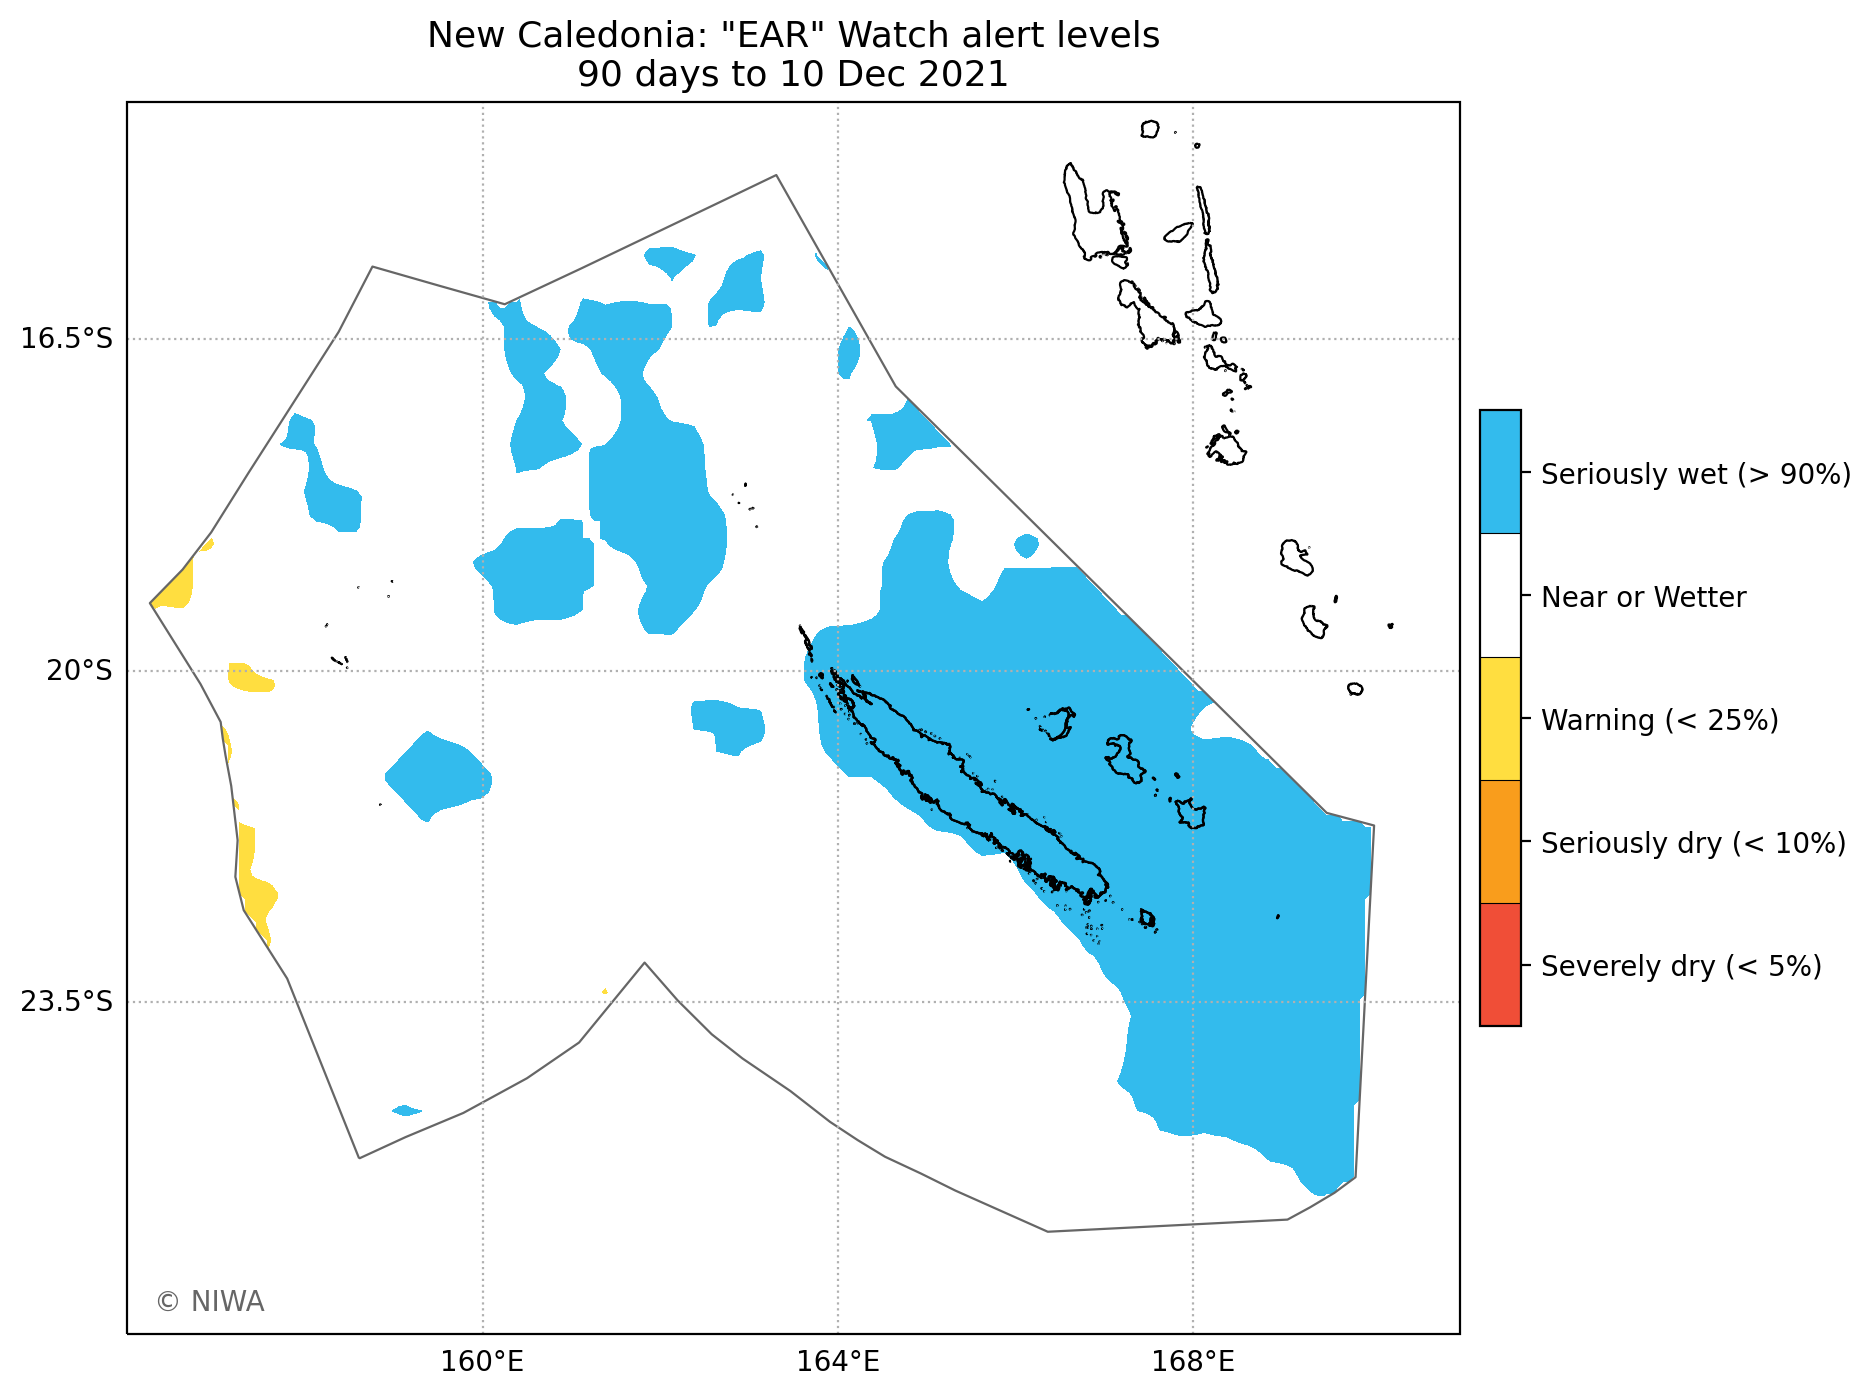 New Caledonia: "EAR" Watch alert levels
90 days to 10 Dec 2021
16.5°S
20°S
23.5°S
160°E
164°E
168°E
Seriously wet (> 90%)
Near or Wetter
Warning (< 25%)
Seriously dry (< 10%)
Severely dry (< 5%)
© NIWA